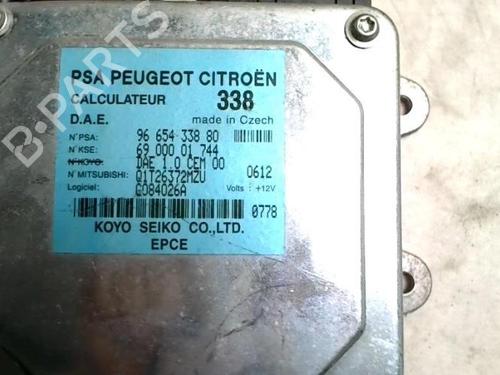 PSA PEUGEOT CITROËN
CALCULATEUR 338
D.A.E. made in Czech
N°PSA: 96 654 338 80
N°KSE: 69 000 01 744
N°KOYO: DAE 1.0 CEM 00
N°MITSUBISHI: Q1T26372MZU 0612
Logiciel: G084026A Volts: +12V
0778
KOYO SEIKO CO.,LTD.
EPCE
B-PARTS